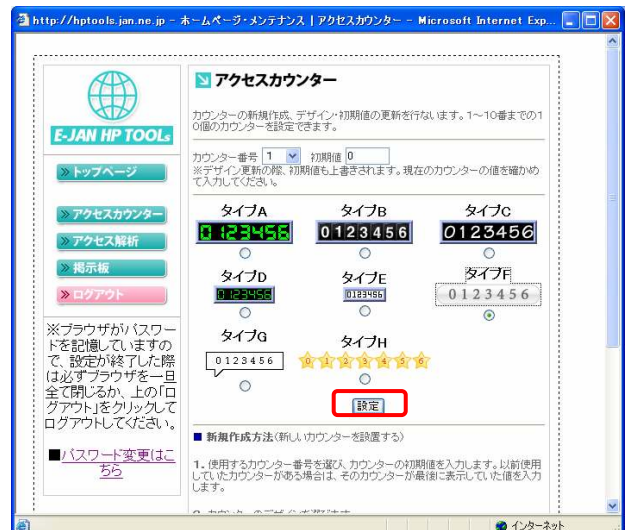 http://hptools.jan.ne.jp - ホームページ・メンテナンス | アクセスカウンター - Microsoft Internet Exp...
E-JAN HP TOOLs
トップページ
アクセスカウンター
アクセス解析
掲示板
ログアウト
※ブラウザがパスワー
ドを記憶していますの
で、設定が終了した際
は必ずブラウザを一旦
全て閉じるか、上の「ロ
グアウト」をクリックして
ログアウトしてください。
■パスワード変更はこ
ちら
アクセスカウンター
カウンターの新規作成、デザイン・初期値の更新を行ないます。1～10番までの1
0個のカウンターを設定できます。
カウンター番号 1 初期値 0
※デザイン更新の際、初期値も上書きされます。現在のカウンターの値を確かめ
て入力してください。
タイプA タイプB タイプC
0123456 0123456 0123456
タイプD タイプE タイプF
0123456 0123456 0123456
タイプG タイプH
0123456 0 1 2 3 4 5 6
設定
■ 新規作成方法(新しいカウンターを設置する)
1. 使用するカウンター番号を選び、カウンターの初期値を入力します。以前使用
していたカウンターがある場合は、そのカウンターが最後に表示していた値を入力
します。
インターネット